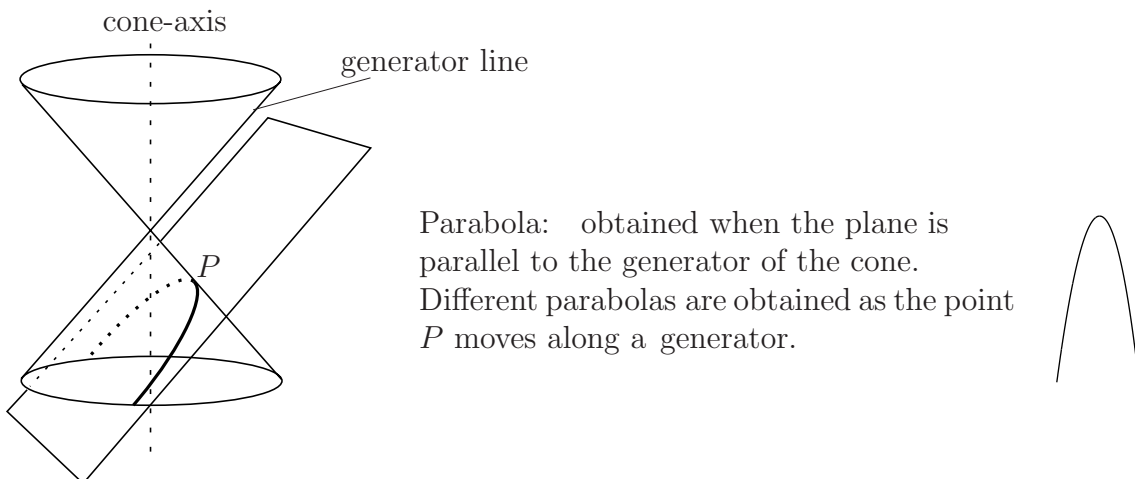 cone-axis
generator line
P
Parabola: obtained when the plane is
parallel to the generator of the cone.
Different parabolas are obtained as the point
P moves along a generator.